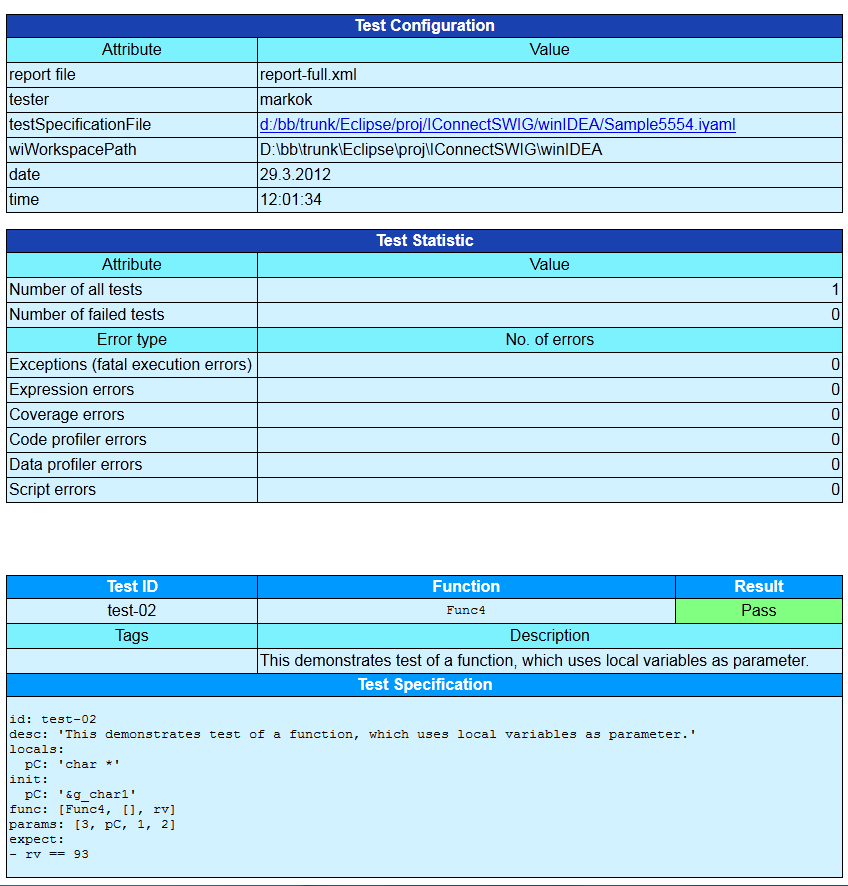 Test Configuration
Attribute Value
report file report-full.xml
tester markok
testSpecificationFile d:/bb/trunk/Eclipse/proj/IConnectSWIG/winIDEA/Sample5554.iyaml
wiWorkspacePath D:\bb\trunk\Eclipse\proj\IConnectSWIG\winIDEA
date 29.3.2012
time 12:01:34
Test Statistic
Attribute Value
Number of all tests 1
Number of failed tests 0
Error type No. of errors
Exceptions (fatal execution errors) 0
Expression errors 0
Coverage errors 0
Code profiler errors 0
Data profiler errors 0
Script errors 0
Test ID Function Result
test-02 Func4 Pass
Tags Description
This demonstrates test of a function, which uses local variables as parameter.
Test Specification
id: test-02
desc: 'This demonstrates test of a function, which uses local variables as parameter.'
locals:
  pC: 'char *'
init:
  pC: '&g_char1'
func: [Func4, [], rv]
params: [3, pC, 1, 2]
expect:
- rv == 93